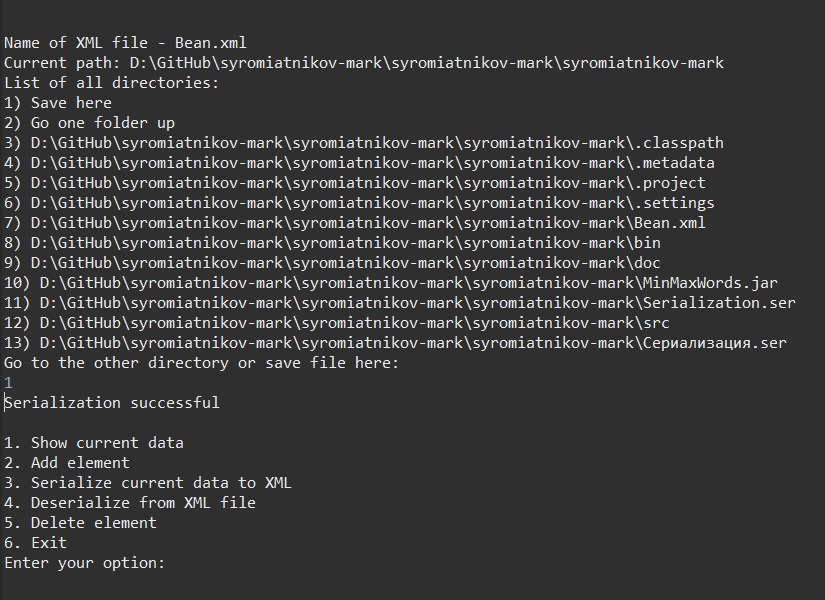 Name of XML file - Bean.xml
Current path: D:\GitHub\syromiatnikov-mark\syromiatnikov-mark\syromiatnikov-mark
List of all directories:
1) Save here
2) Go one folder up
3) D:\GitHub\syromiatnikov-mark\syromiatnikov-mark\syromiatnikov-mark\.classpath
4) D:\GitHub\syromiatnikov-mark\syromiatnikov-mark\syromiatnikov-mark\.metadata
5) D:\GitHub\syromiatnikov-mark\syromiatnikov-mark\syromiatnikov-mark\.project
6) D:\GitHub\syromiatnikov-mark\syromiatnikov-mark\syromiatnikov-mark\.settings
7) D:\GitHub\syromiatnikov-mark\syromiatnikov-mark\syromiatnikov-mark\Bean.xml
8) D:\GitHub\syromiatnikov-mark\syromiatnikov-mark\syromiatnikov-mark\bin
9) D:\GitHub\syromiatnikov-mark\syromiatnikov-mark\syromiatnikov-mark\doc
10) D:\GitHub\syromiatnikov-mark\syromiatnikov-mark\syromiatnikov-mark\MinMaxWords.jar
11) D:\GitHub\syromiatnikov-mark\syromiatnikov-mark\syromiatnikov-mark\Serialization.ser
12) D:\GitHub\syromiatnikov-mark\syromiatnikov-mark\syromiatnikov-mark\src
13) D:\GitHub\syromiatnikov-mark\syromiatnikov-mark\syromiatnikov-mark\Сериализация.ser
Go to the other directory or save file here:
1
Serialization successful
1. Show current data
2. Add element
3. Serialize current data to XML
4. Deserialize from XML file
5. Delete element
6. Exit
Enter your option: